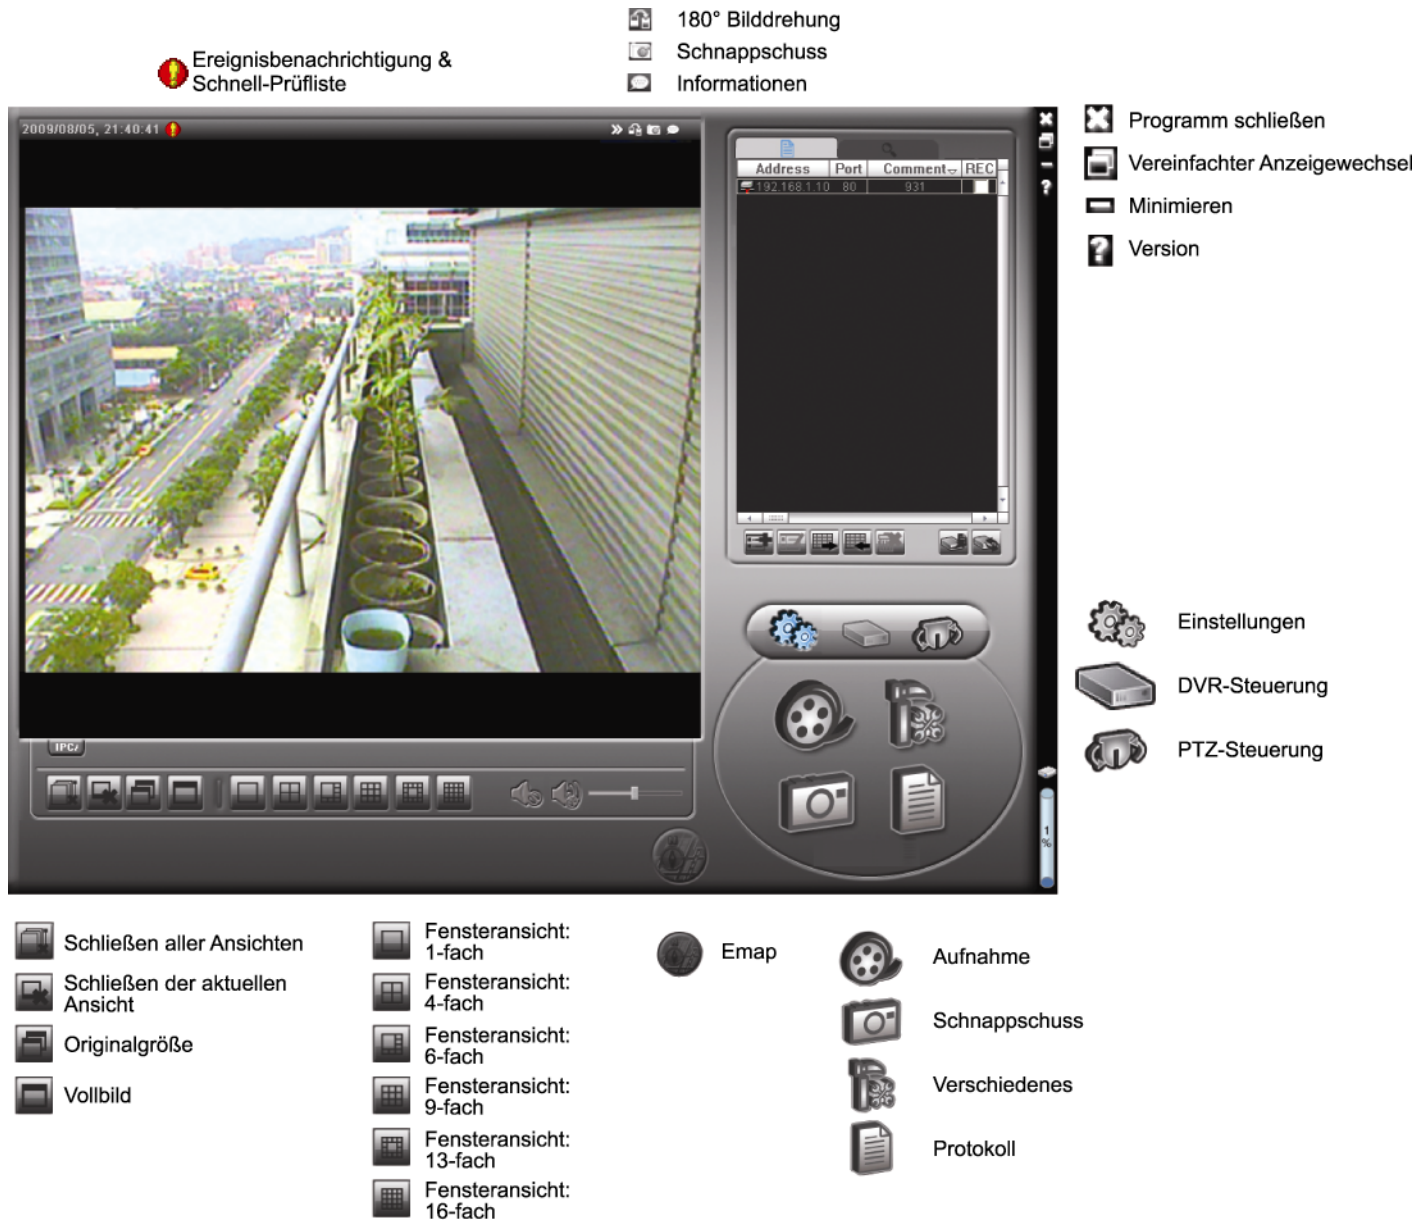 180° Bilddrehung
Schnappschuss
Informationen
Ereignisbenachrichtigung &
Schnell-Prüfliste
2009/08/05, 21:40:41
Address Port Comment REC
192.168.1.10 80 931
Programm schließen
Vereinfachter Anzeigewechsel
Minimieren
Version
Einstellungen
DVR-Steuerung
PTZ-Steuerung
1
%
Schließen aller Ansichten
Schließen der aktuellen
Ansicht
Originalgröße
Vollbild
Fensteransicht:
1-fach
Fensteransicht:
4-fach
Fensteransicht:
6-fach
Fensteransicht:
9-fach
Fensteransicht:
13-fach
Fensteransicht:
16-fach
Emap
Aufnahme
Schnappschuss
Verschiedenes
Protokoll